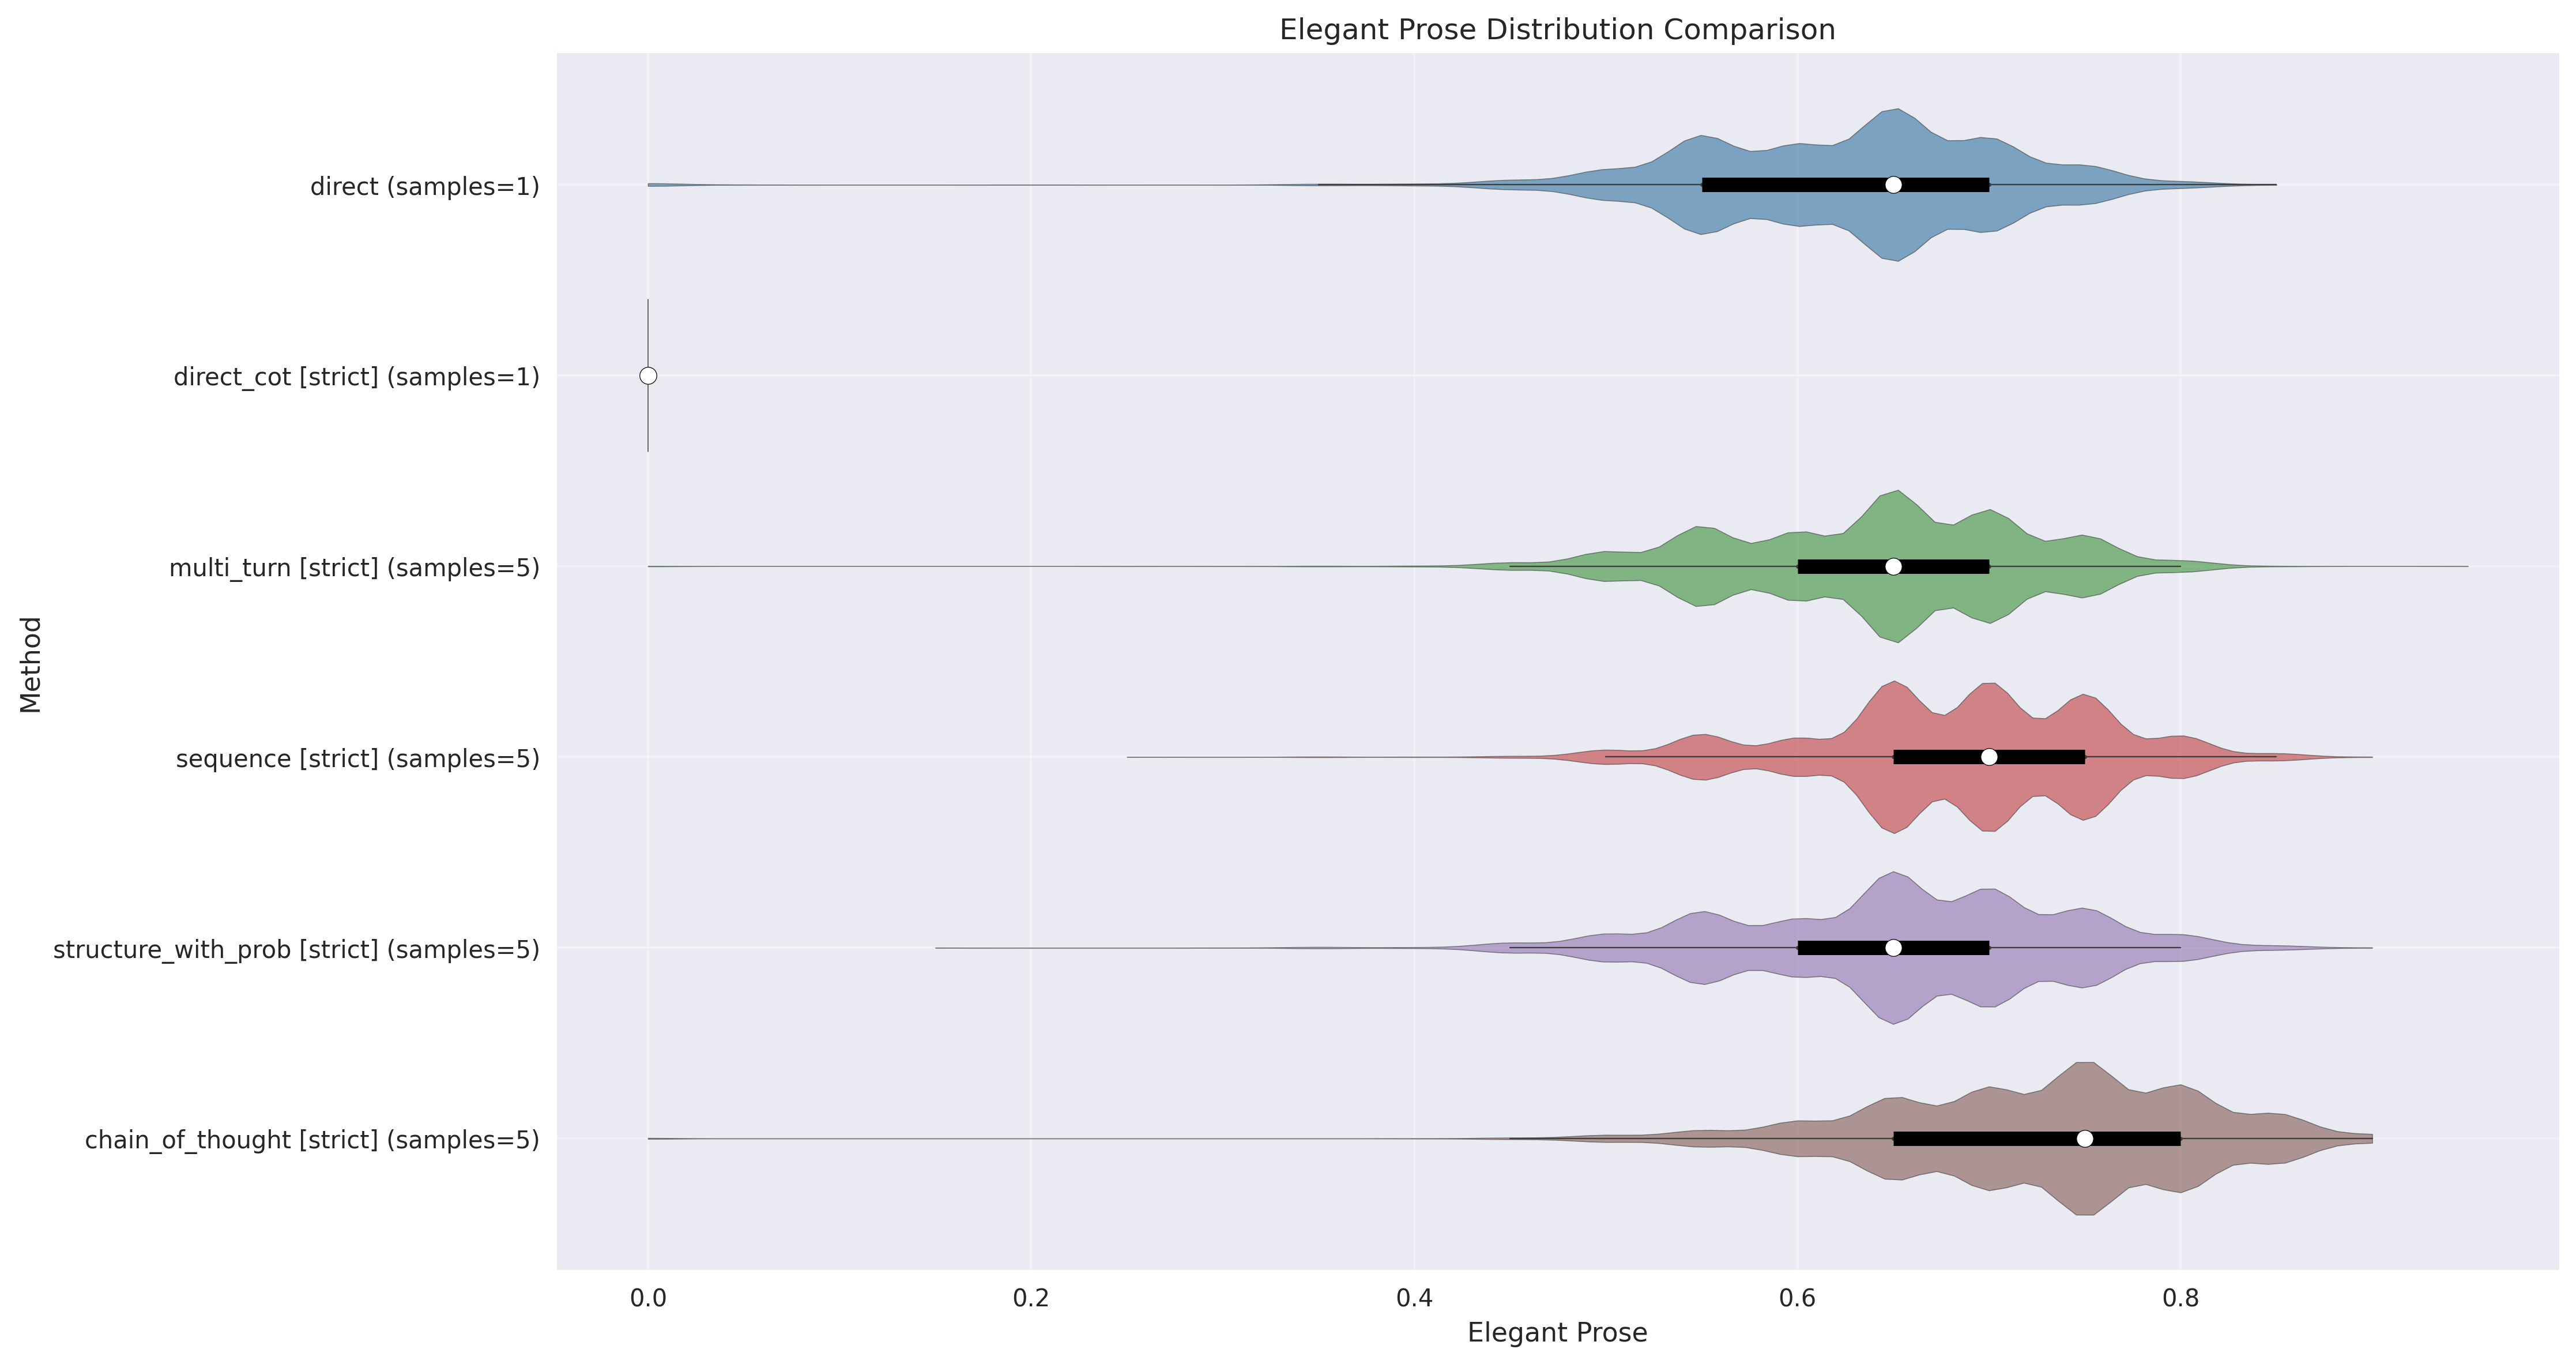 Elegant Prose Distribution Comparison
direct (samples=1)
direct_cot [strict] (samples=1)
multi_turn [strict] (samples=5)
sequence [strict] (samples=5)
structure_with_prob [strict] (samples=5)
chain_of_thought [strict] (samples=5)
Method
0.0 0.2 0.4 0.6 0.8
Elegant Prose